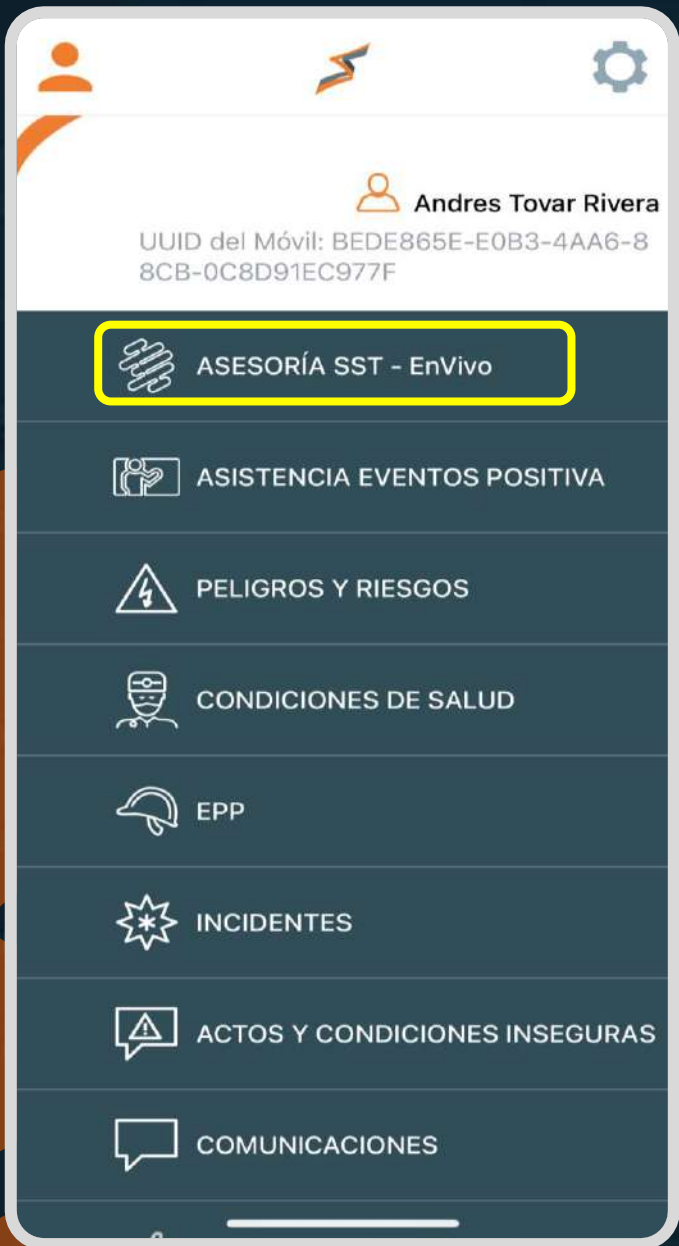 Andres Tovar Rivera
UUID del Móvil: BEDE865E-E0B3-4AA6-8
8CB-0C8D91EC977F
ASESORÍA SST - EnVivo
ASISTENCIA EVENTOS POSITIVA
PELIGROS Y RIESGOS
CONDICIONES DE SALUD
EPP
INCIDENTES
ACTOS Y CONDICIONES INSEGURAS
COMUNICACIONES